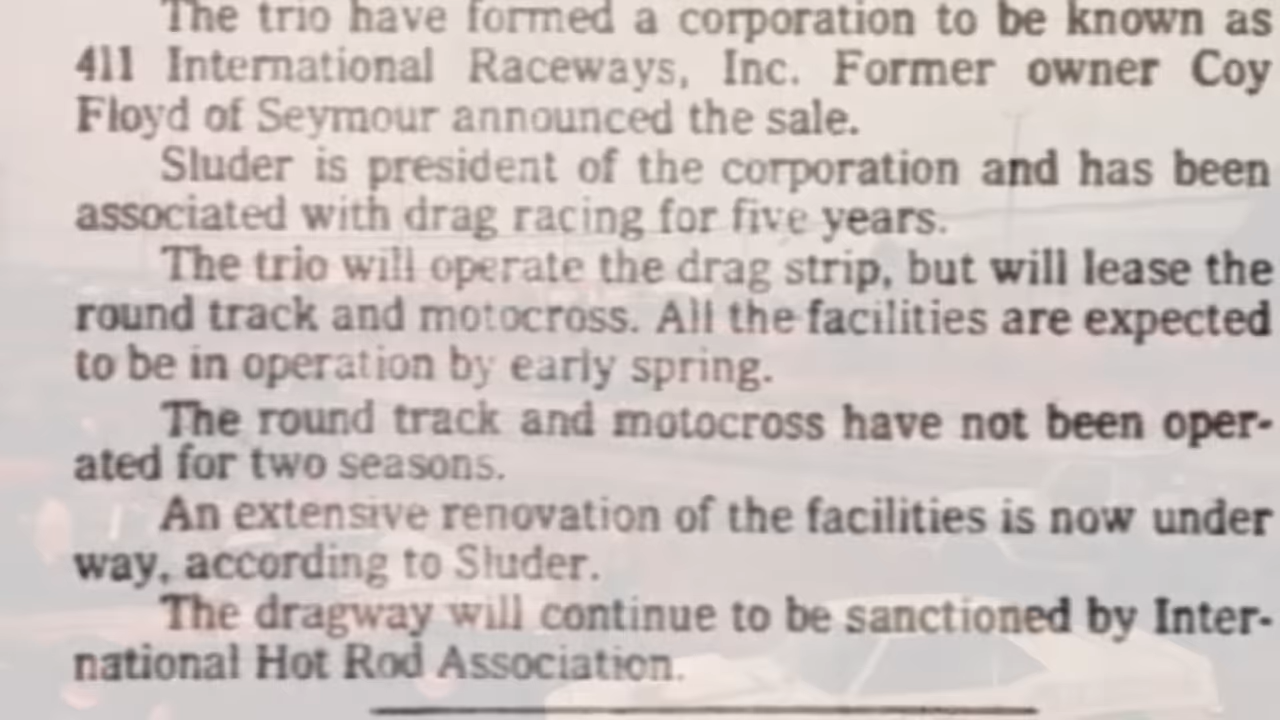 The trio have formed a corporation to be known as
411 International Raceways, Inc. Former owner Coy
Floyd of Seymour announced the sale.
Sluder is president of the corporation and has been
associated with drag racing for five years.
The trio will operate the drag strip, but will lease the
round track and motocross. All the facilities are expected
to be in operation by early spring.
The round track and motocross have not been oper-
ated for two seasons.
An extensive renovation of the facilities is now under
way, according to Sluder.
The dragway will continue to be sanctioned by Inter-
national Hot Rod Association.